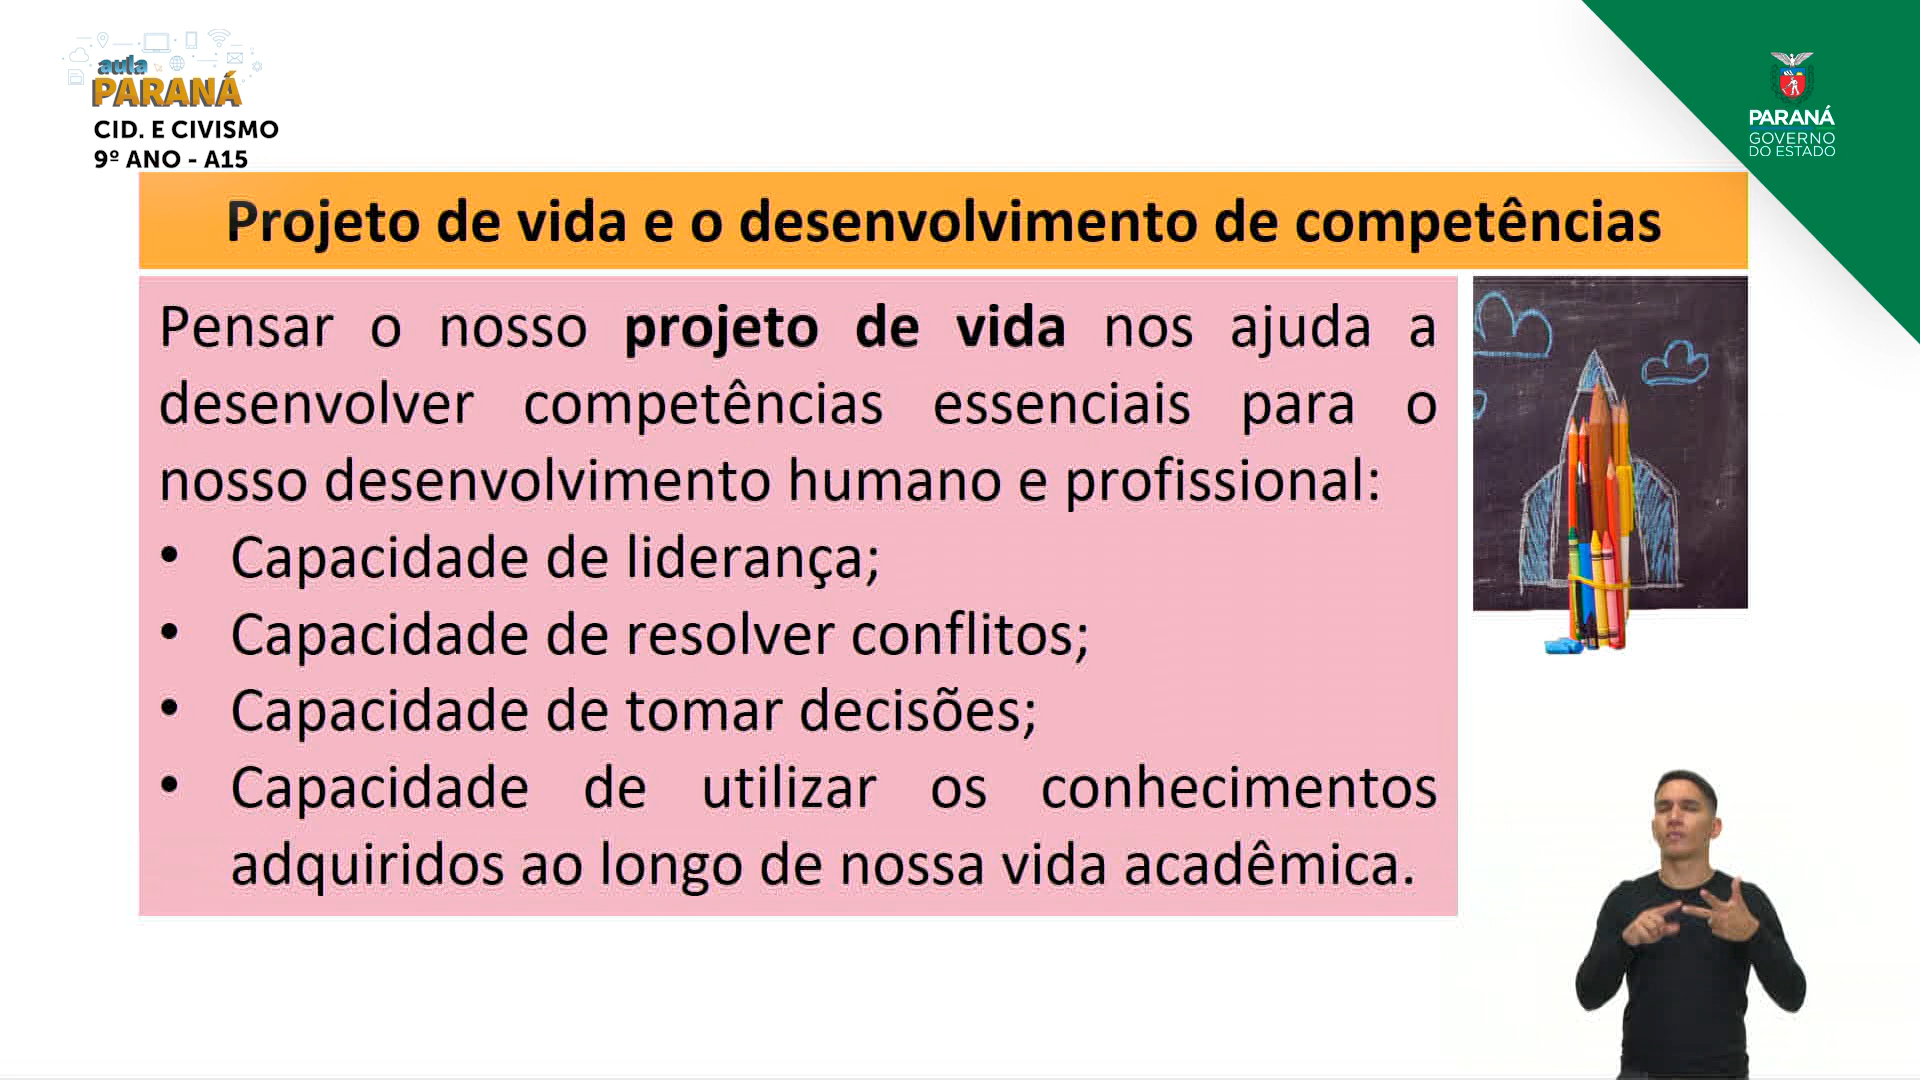 aula
PARANÁ
CID. E CIVISMO
9º ANO - A15
PARANÁ
GOVERNO
DO ESTADO
Projeto de vida e o desenvolvimento de competências
Pensar o nosso projeto de vida nos ajuda a
desenvolver competências essenciais para o
nosso desenvolvimento humano e profissional:
• Capacidade de liderança;
• Capacidade de resolver conflitos;
• Capacidade de tomar decisões;
• Capacidade de utilizar os conhecimentos
adquiridos ao longo de nossa vida acadêmica.